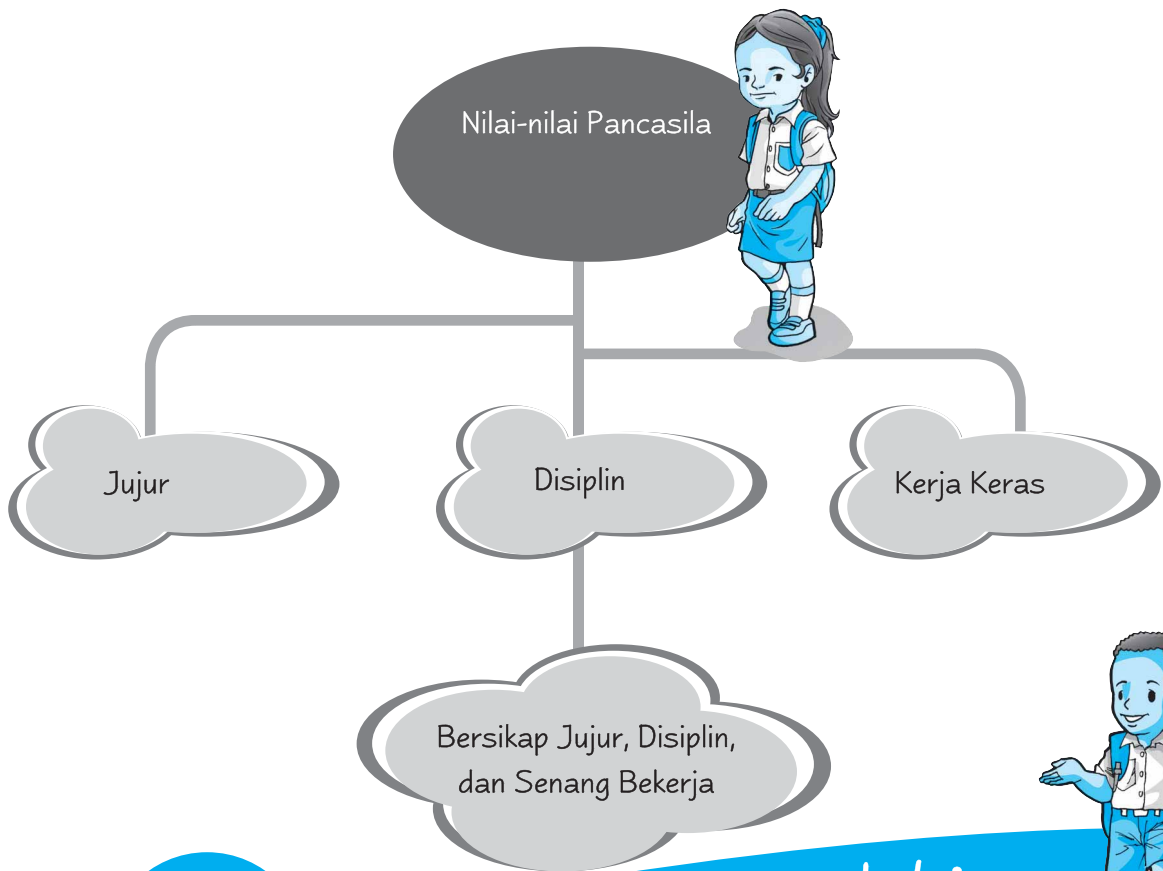 Nilai-nilai Pancasila
Jujur
Disiplin
Kerja Keras
Bersikap Jujur, Disiplin,
dan Senang Bekerja